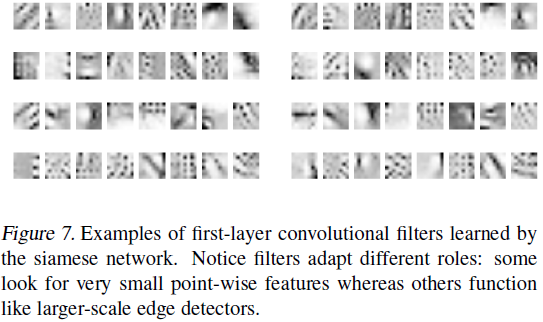 Figure 7. Examples of first-layer convolutional filters learned by
the siamese network. Notice filters adapt different roles: some
look for very small point-wise features whereas others function
like larger-scale edge detectors.